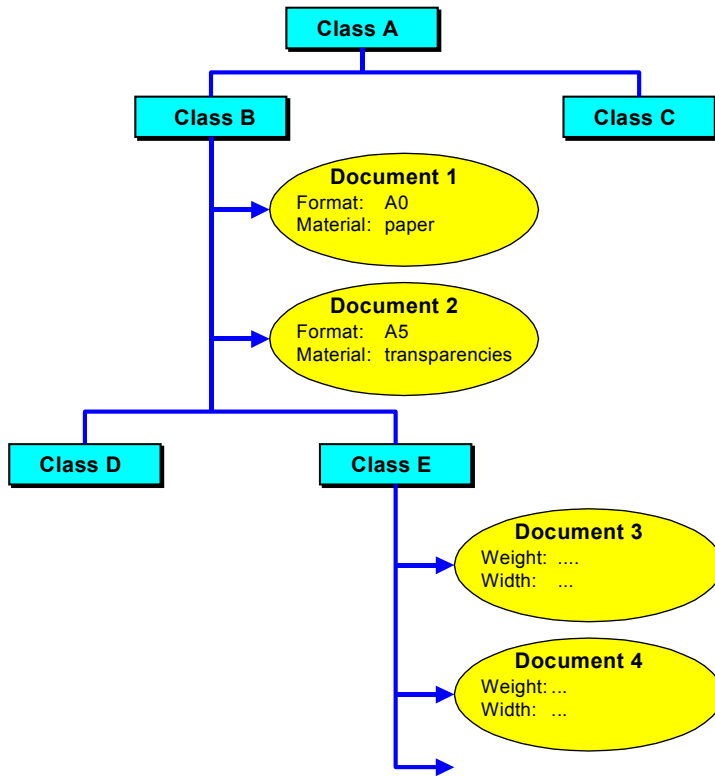 Class A
Class B
Class C
Document 1
Format: A0
Material: paper
Document 2
Format: A5
Material: transparencies
Class D
Class E
Document 3
Weight: ....
Width: ...
Document 4
Weight: ...
Width: ...